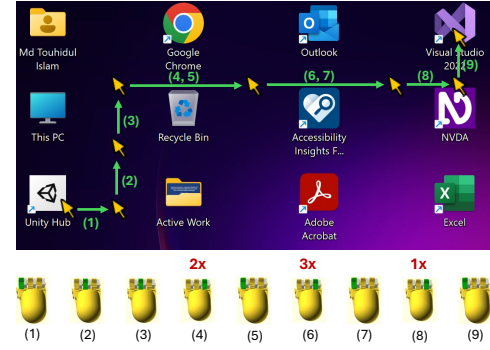 Md Touhidul
Islam
Google
Chrome
Outlook
Visual Studio
2022
(9)
(4, 5)
(6, 7)
(8)
(3)
This PC
Recycle Bin
Accessibility
Insights F...
NVDA
(2)
(1)
Unity Hub
Active Work
Adobe
Acrobat
Excel
2x
3x
1x
(1)
(2)
(3)
(4)
(5)
(6)
(7)
(8)
(9)